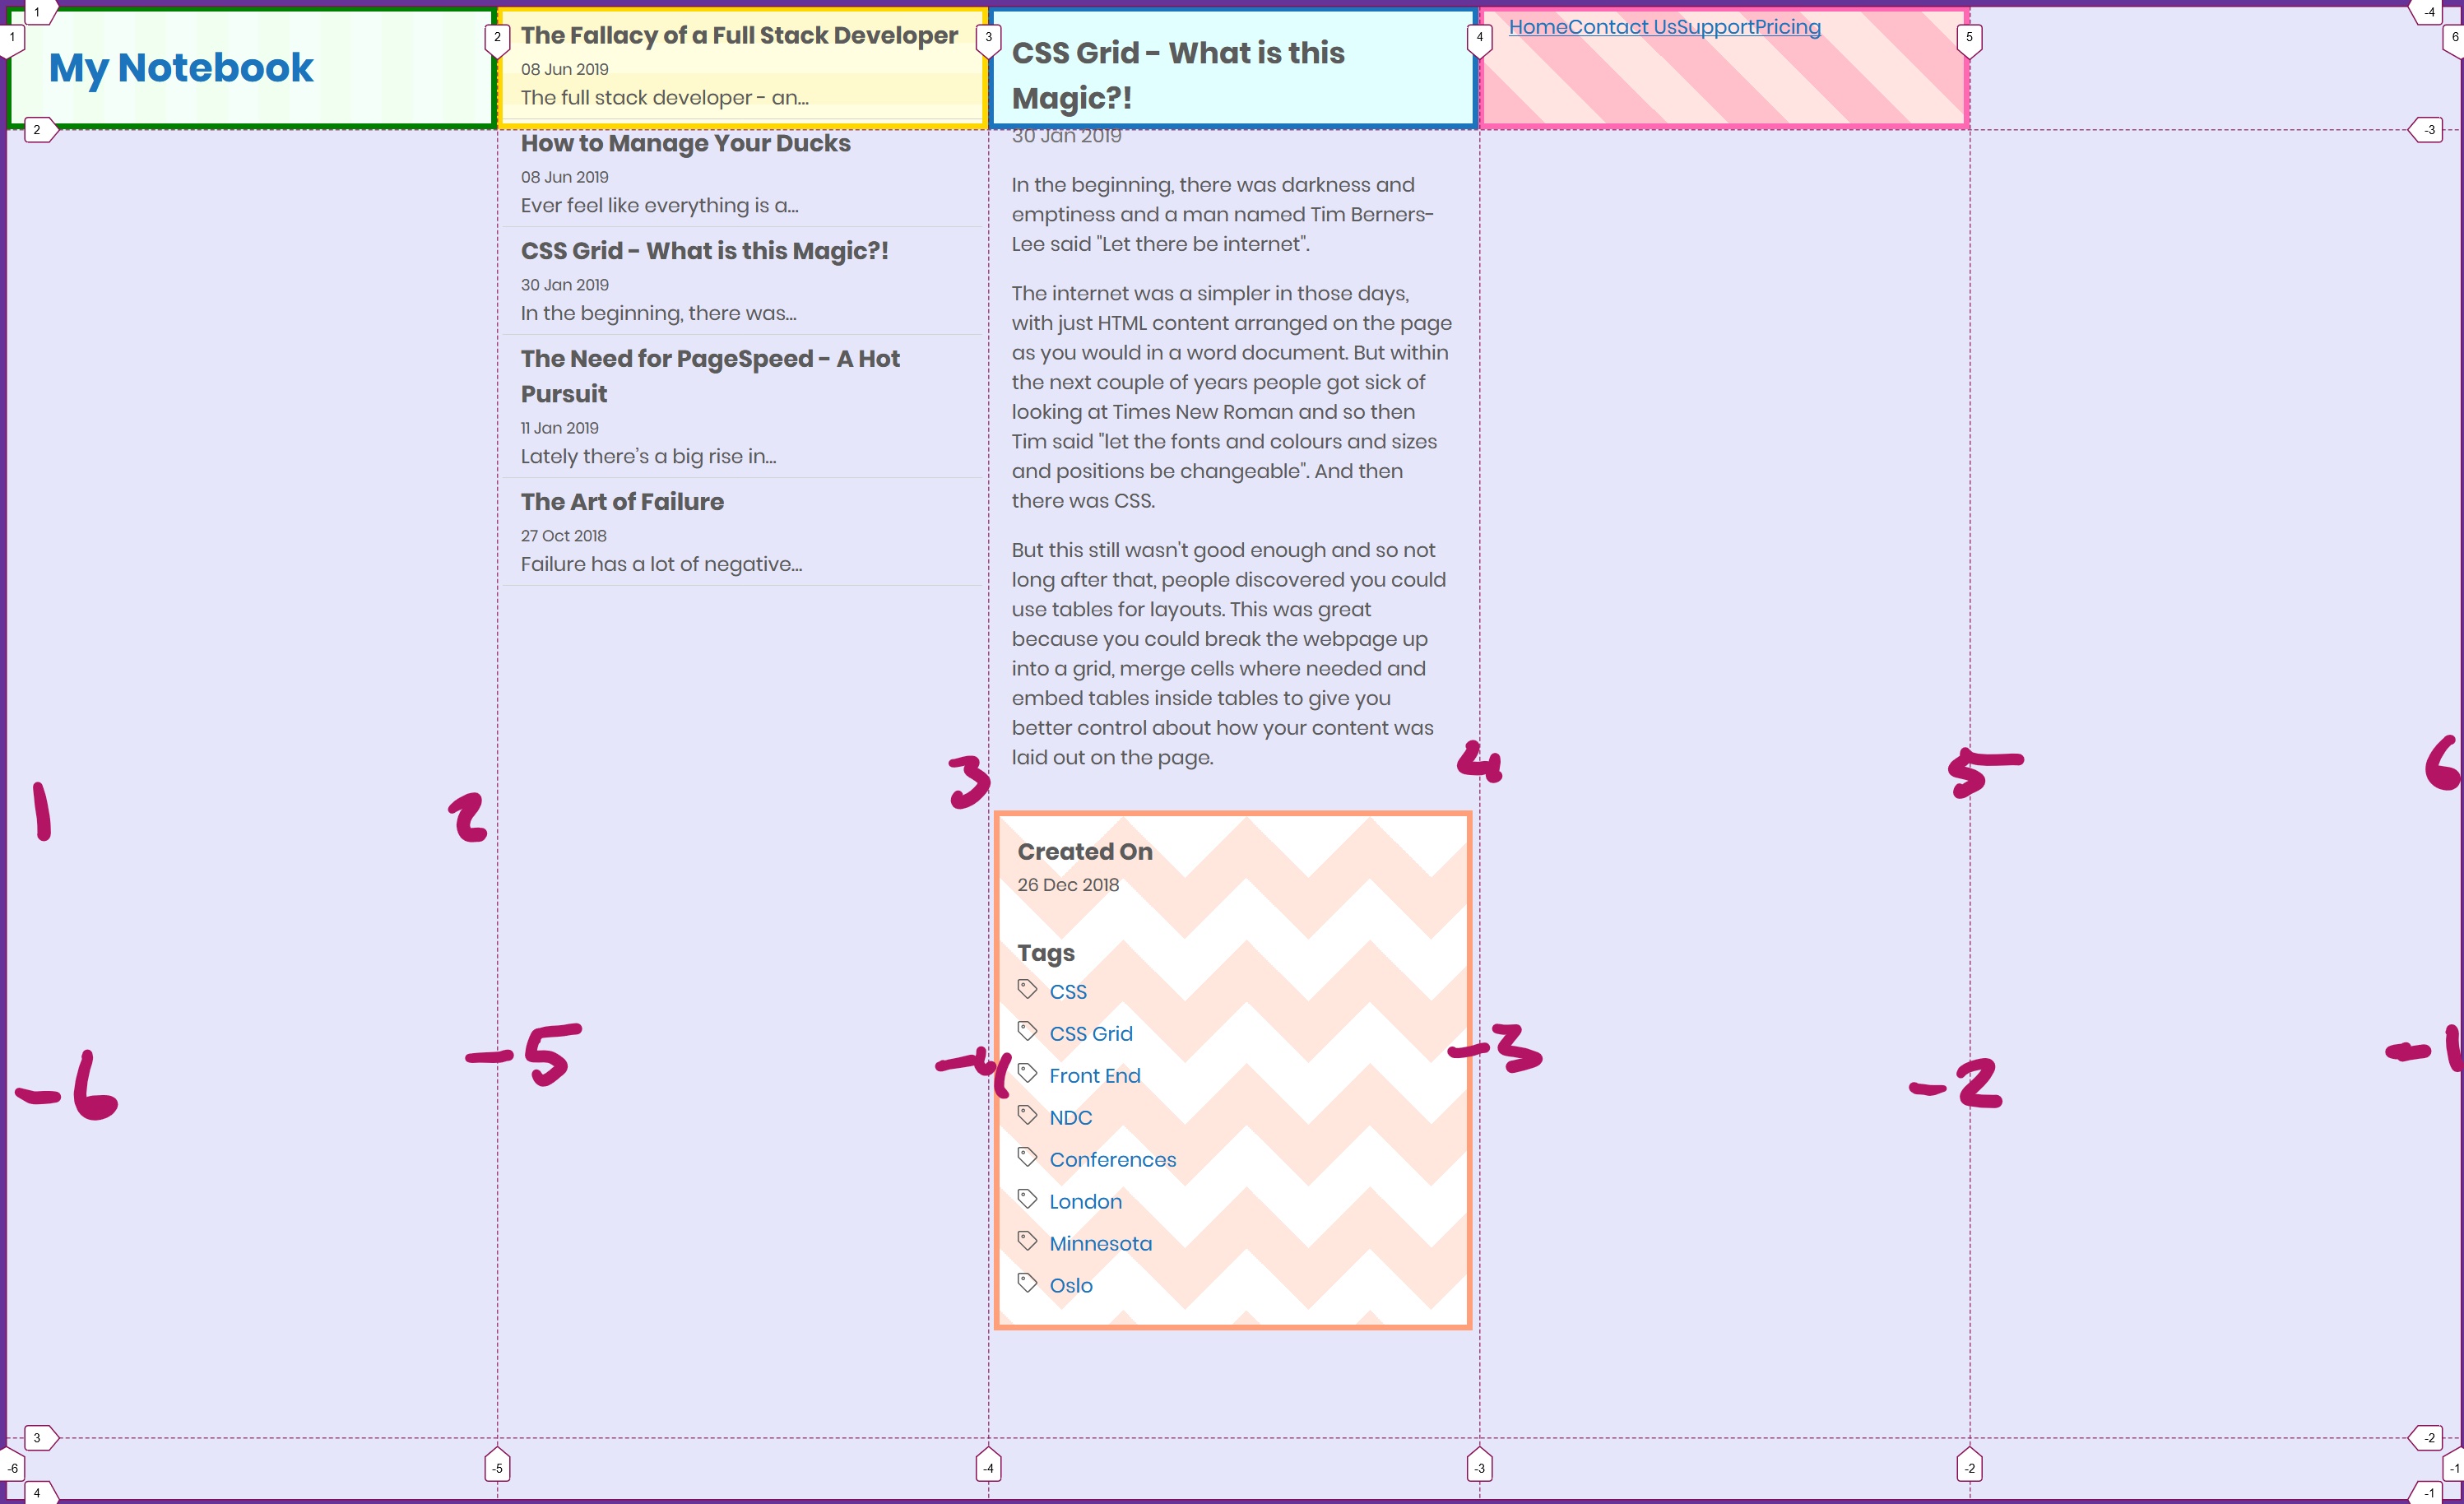 1
1
2
3
4
5
6
-4
My Notebook
The Fallacy of a Full Stack Developer
08 Jun 2019
The full stack developer - an...
CSS Grid - What is this
Magic?!
HomeContact UsSupportPricing
2
-3
How to Manage Your Ducks
08 Jun 2019
Ever feel like everything is a...
CSS Grid - What is this Magic?!
30 Jan 2019
In the beginning, there was...
The Need for PageSpeed - A Hot
Pursuit
11 Jan 2019
Lately there's a big rise in...
The Art of Failure
27 Oct 2018
Failure has a lot of negative...
30 Jan 2019
In the beginning, there was darkness and
emptiness and a man named Tim Berners-
Lee said "Let there be internet".
The internet was a simpler in those days,
with just HTML content arranged on the page
as you would in a word document. But within
the next couple of years people got sick of
looking at Times New Roman and so then
Tim said "let the fonts and colours and sizes
and positions be changeable". And then
there was CSS.
But this still wasn't good enough and so not
long after that, people discovered you could
use tables for layouts. This was great
because you could break the webpage up
into a grid, merge cells where needed and
embed tables inside tables to give you
better control about how your content was
laid out on the page.
1 2 3 4 5 6
Created On
26 Dec 2018
Tags
CSS
CSS Grid
Front End
NDC
Conferences
London
Minnesota
Oslo
-6 -5 -4 -3 -2 -1
3
-2
-6
-5
-4
-3
-2
-1
4
-1